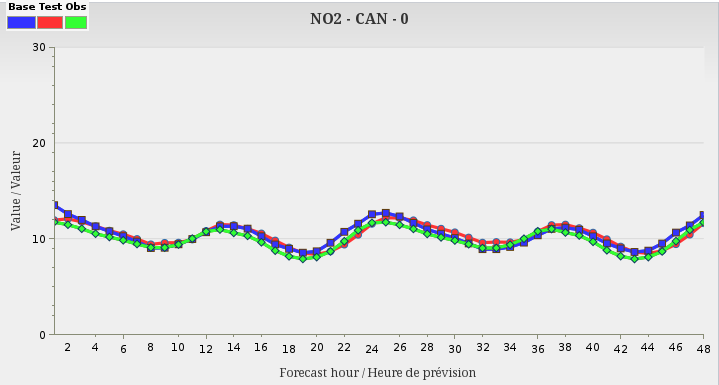 Base Test Obs
NO2 - CAN - 0
30
20
10
0
Value / Valeur
2 4 6 8 10 12 14 16 18 20 22 24 26 28 30 32 34 36 38 40 42 44 46 48
Forecast hour / Heure de prévision